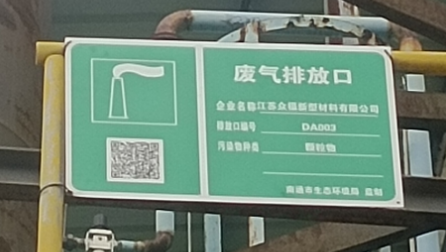 废气排放口
企业名称 江苏众福新型材料有限公司
排放口编号 DA003
污染物种类 颗粒物
南通市生态环境局 监制